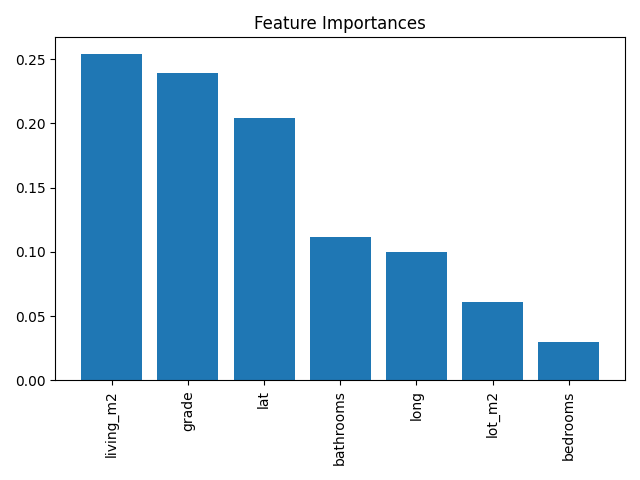 Feature Importances
0.25
0.20
0.15
0.10
0.05
0.00
living_m2
grade
lat
bathrooms
long
lot_m2
bedrooms